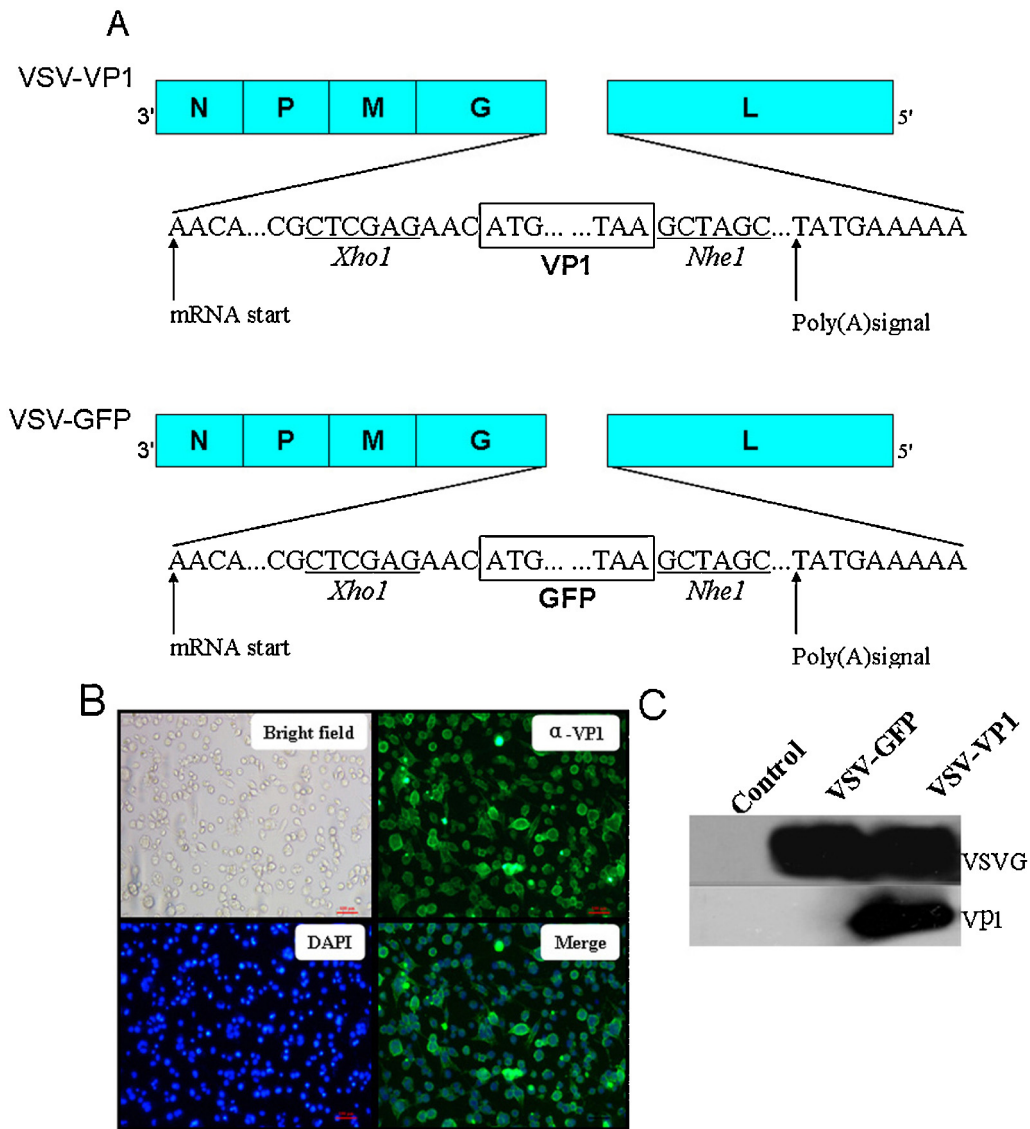 A
VSV-VP1
3' N P M G L 5'
AACA...CGCTCGAGAAC ATG... ...TAA GCTAGC...TATGAAAAA
Xho1 VP1 Nhe1
mRNA start
Poly(A)signal
VSV-GFP
3' N P M G L 5'
AACA...CGCTCGAGAAC ATG... ...TAA GCTAGC...TATGAAAAA
Xho1 GFP Nhe1
mRNA start
Poly(A)signal
B
Bright field
α-VP1
DAPI
Merge
C
Control
VSV-GFP
VSV-VP1
VSVG
Vp1